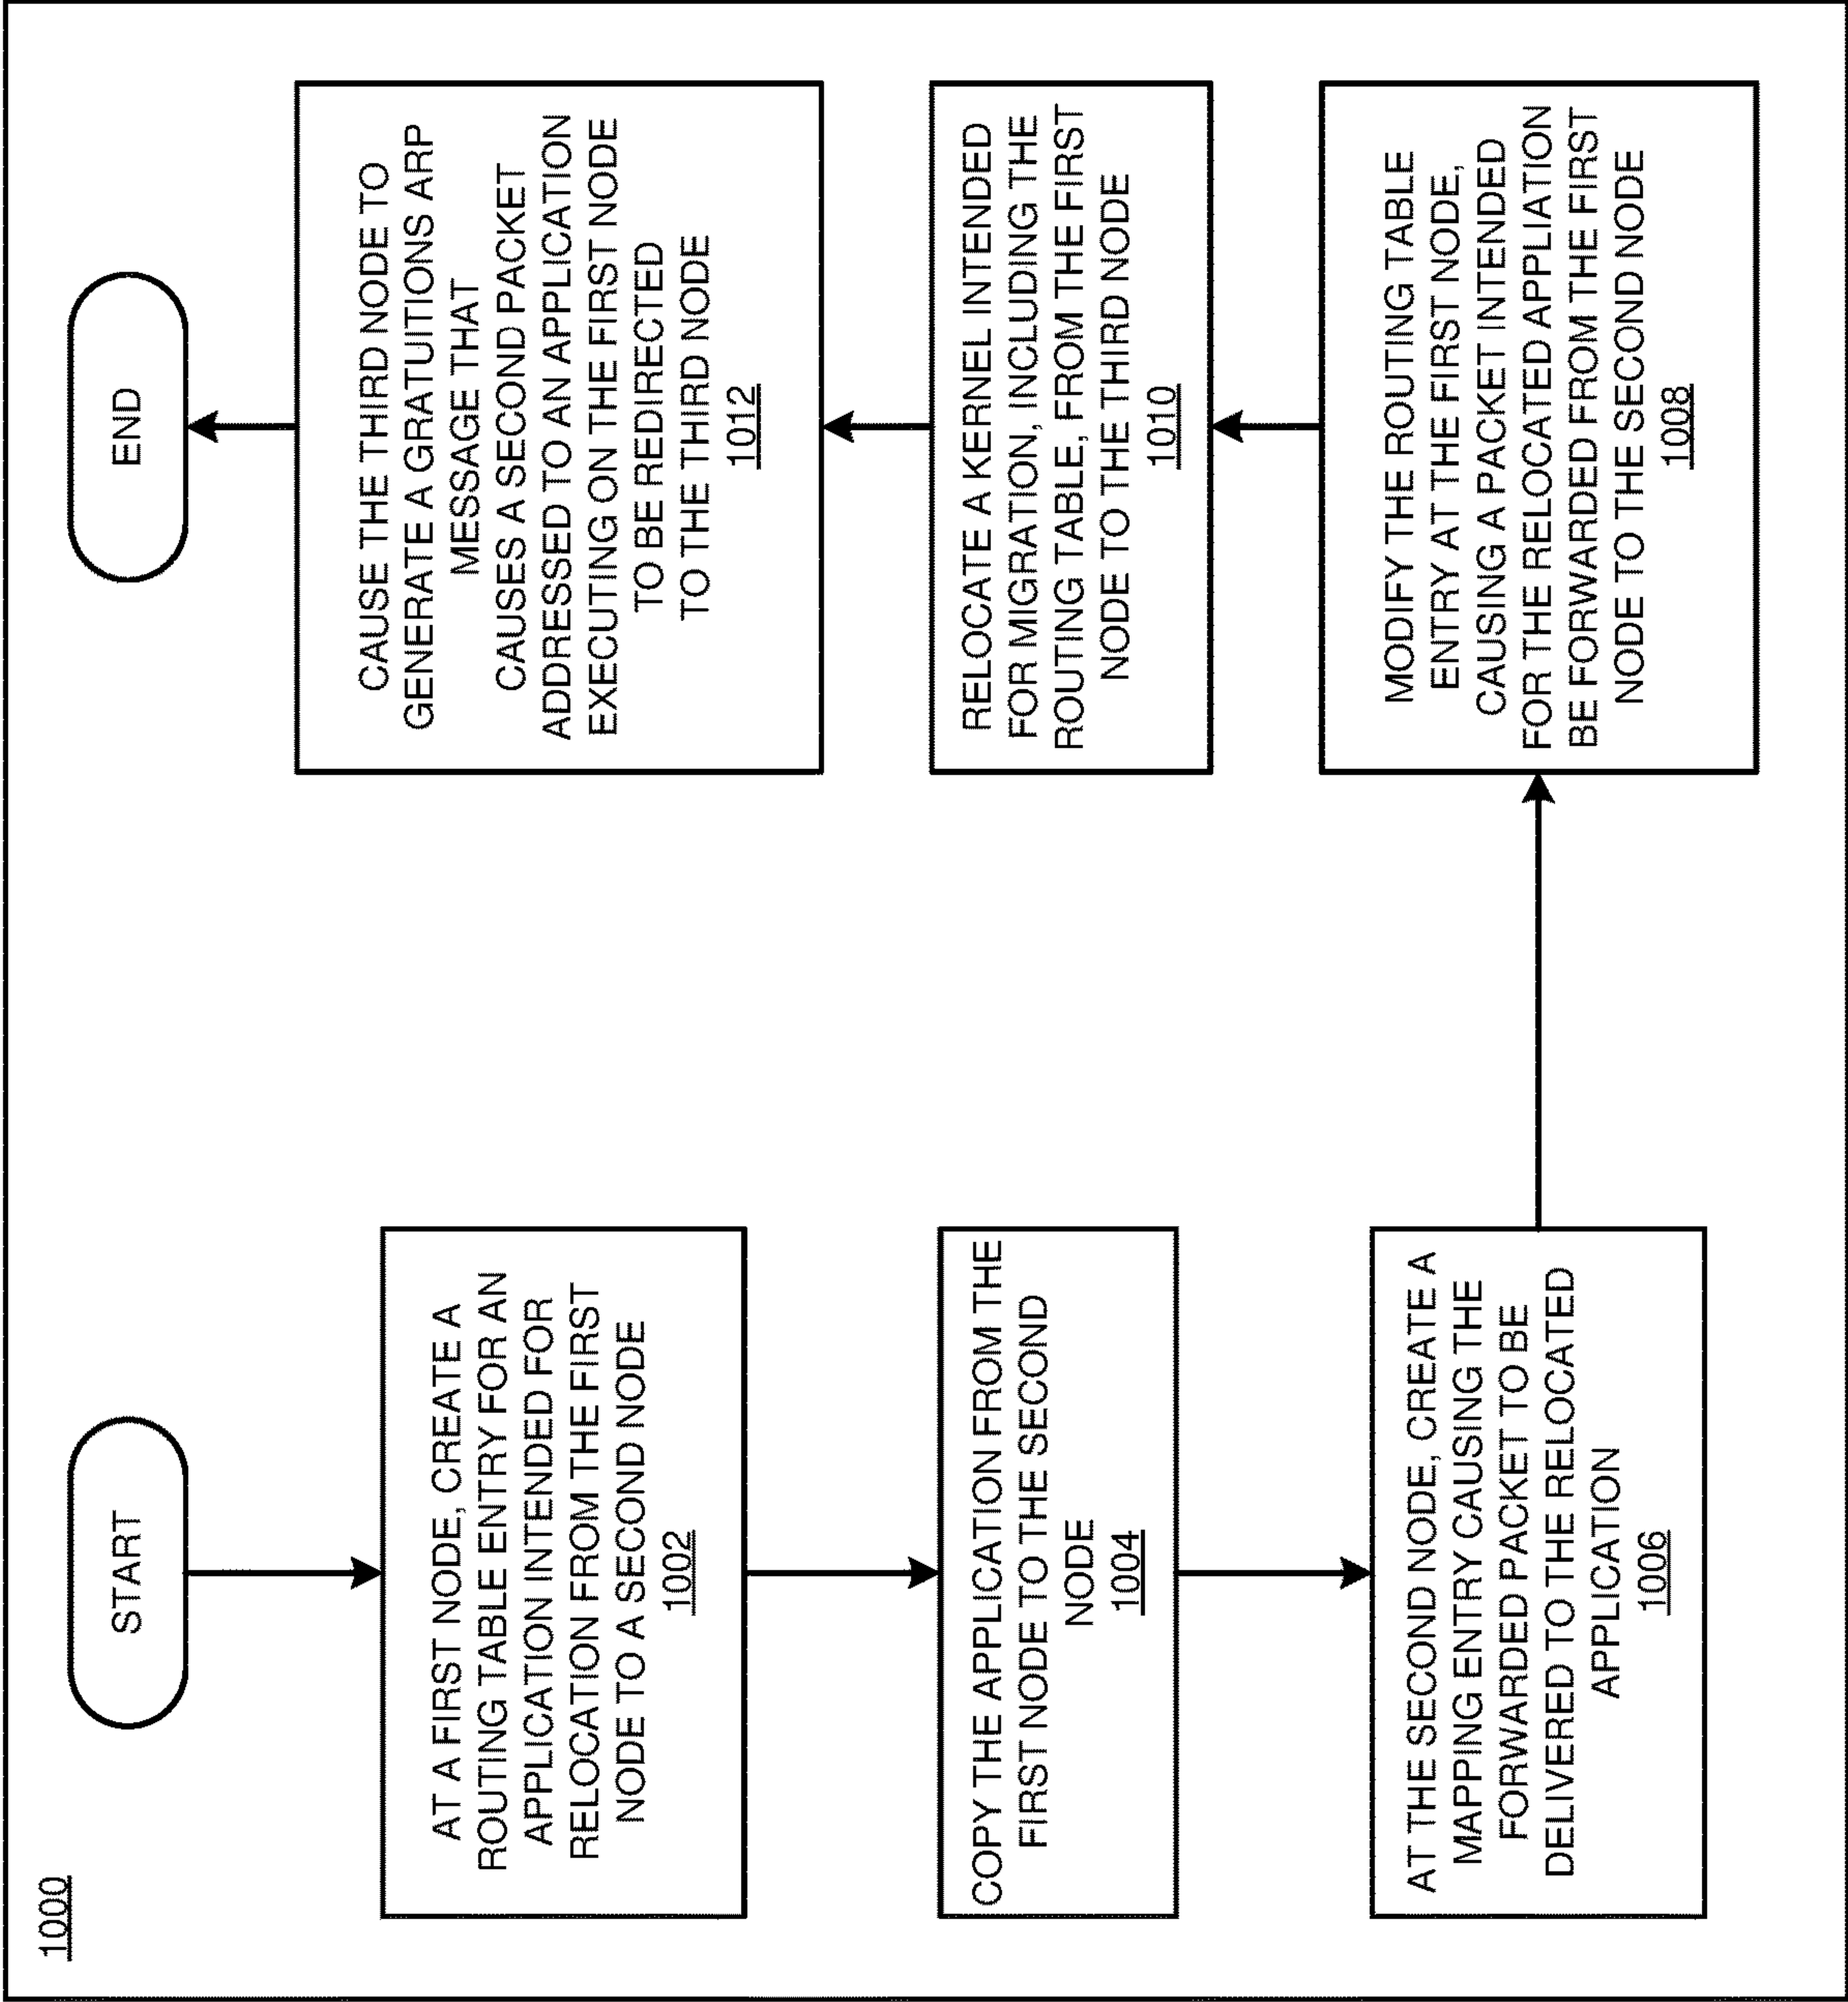 1000
START
AT A FIRST NODE, CREATE A
ROUTING TABLE ENTRY FOR AN
APPLICATION INTENDED FOR
RELOCATION FROM THE FIRST
NODE TO A SECOND NODE
1002
COPY THE APPLICATION FROM THE
FIRST NODE TO THE SECOND
NODE
1004
AT THE SECOND NODE, CREATE A
MAPPING ENTRY CAUSING THE
FORWARDED PACKET TO BE
DELIVERED TO THE RELOCATED
APPLICATION
1006
MODIFY THE ROUTING TABLE
ENTRY AT THE FIRST NODE,
CAUSING A PACKET INTENDED
FOR THE RELOCATED APPLIATION
BE FORWARDED FROM THE FIRST
NODE TO THE SECOND NODE
1008
RELOCATE A KERNEL INTENDED
FOR MIGRATION, INCLUDING THE
ROUTING TABLE, FROM THE FIRST
NODE TO THE THIRD NODE
1010
CAUSE THE THIRD NODE TO
GENERATE A GRATUITIONS ARP
MESSAGE THAT
CAUSES A SECOND PACKET
ADDRESSED TO AN APPLICATION
EXECUTING ON THE FIRST NODE
TO BE REDIRECTED
TO THE THIRD NODE
1012
END